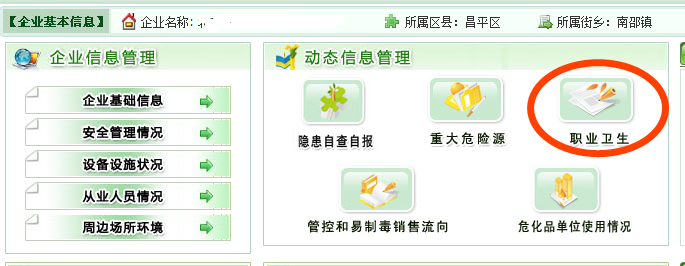 【企业基本信息】 企业名称: 所属区县：昌平区 所属街乡：南邵镇
企业信息管理
企业基础信息
安全管理情况
设备设施状况
从业人员情况
周边场所环境
动态信息管理
隐患自查自报 重大危险源 职业卫生
管控和易制毒销售流向 危化品单位使用情况